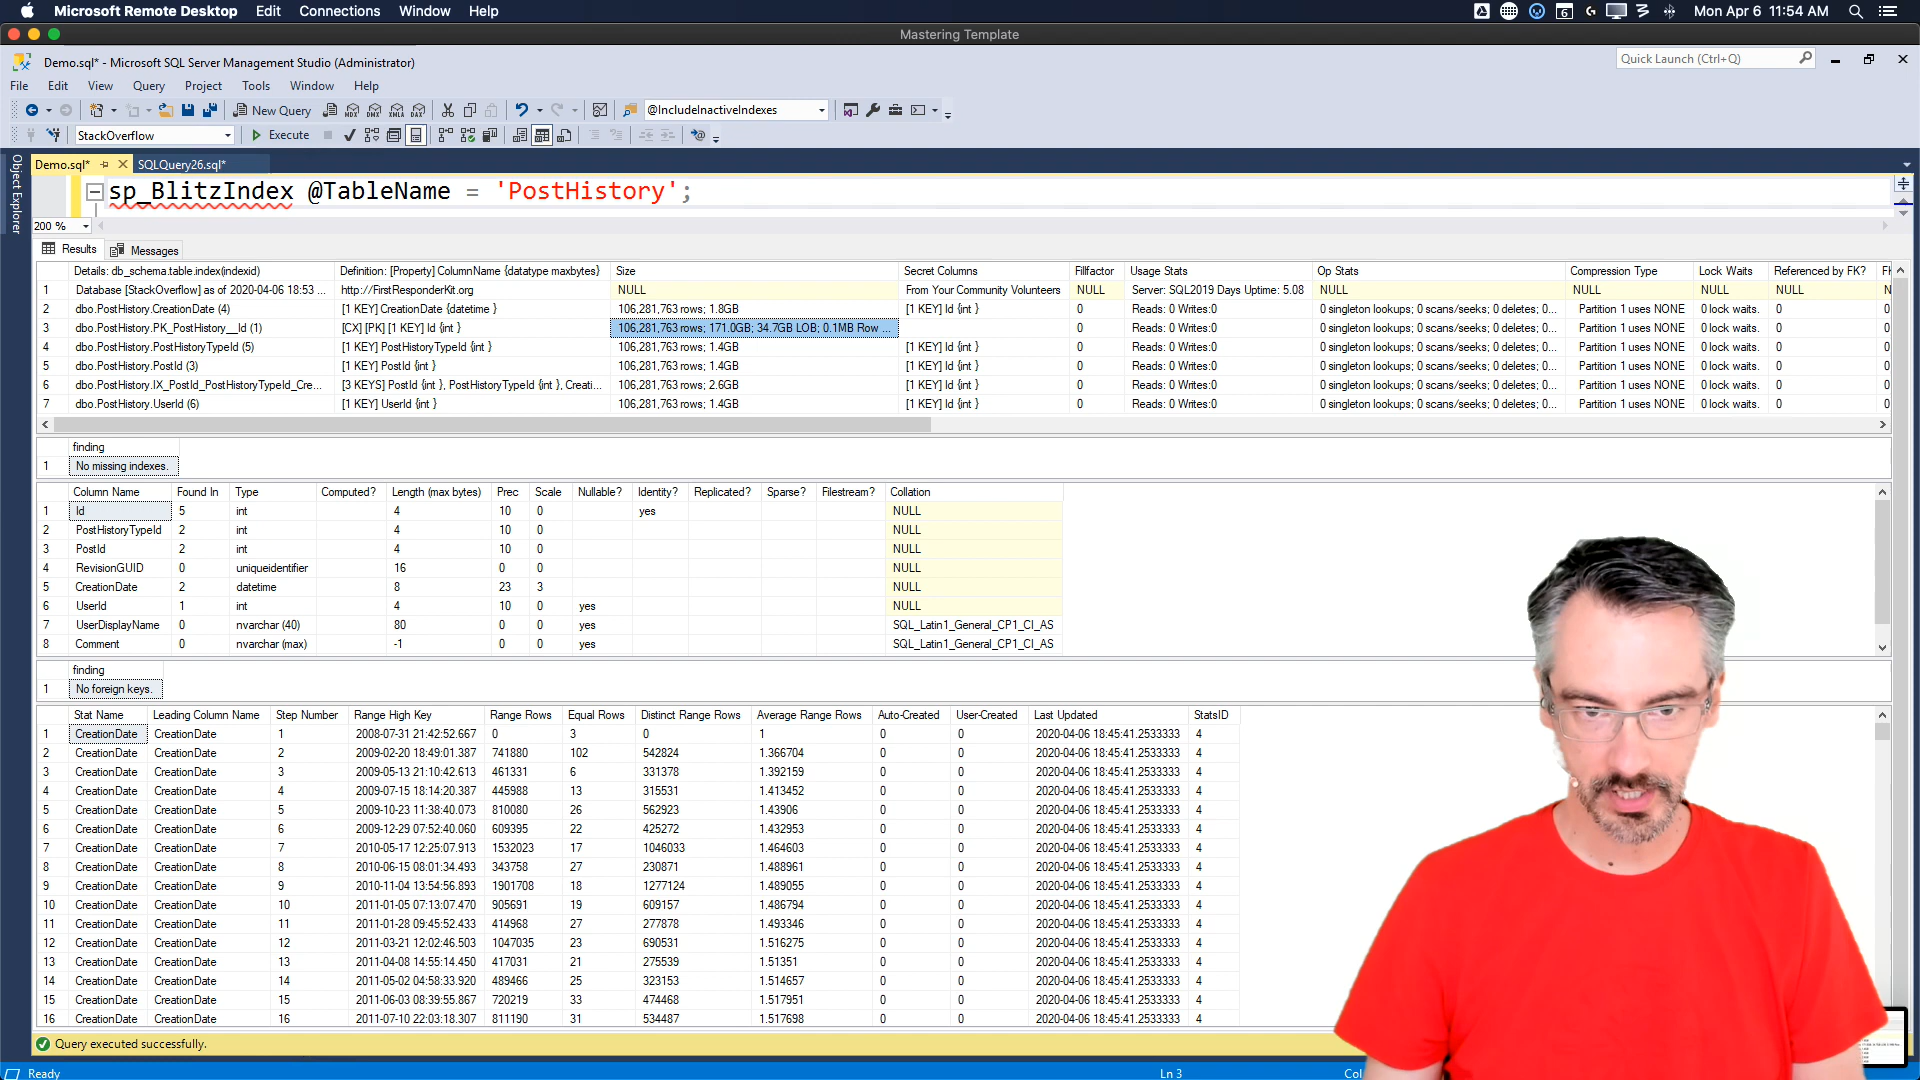 Microsoft Remote Desktop Edit Connections Window Help 6 Mon Apr 6 11:54 AM
Mastering Template
Demo.sql* - Microsoft SQL Server Management Studio (Administrator) Quick Launch (Ctrl+Q)
File Edit View Query Project Tools Window Help
New Query MDX DMX XMLA DAX @IncludeInactiveIndexes
StackOverflow Execute
Object Explorer
Demo.sql* SQLQuery26.sql*
sp_BlitzIndex @TableName = 'PostHistory';
200 %
Results Messages
Details: db_schema.table.index(indexid) Definition: [Property] ColumnName {datatype maxbytes} Size Secret Columns Fillfactor Usage Stats Op Stats Compression Type Lock Waits Referenced by FK?
1 Database [StackOverflow] as of 2020-04-06 18:53 ... http://FirstResponderKit.org NULL From Your Community Volunteers NULL Server: SQL2019 Days Uptime: 5.08 NULL NULL NULL NULL
2 dbo.PostHistory.CreationDate (4) [1 KEY] CreationDate {datetime } 106,281,763 rows; 1.8GB [1 KEY] Id {int } 0 Reads: 0 Writes:0 0 singleton lookups; 0 scans/seeks; 0 deletes; 0... Partition 1 uses NONE 0 lock waits. 0 0
3 dbo.PostHistory.PK_PostHistory__Id (1) [CX] [PK] [1 KEY] Id {int } 106,281,763 rows; 171.0GB; 34.7GB LOB; 0.1MB Row ... 0 Reads: 0 Writes:0 0 singleton lookups; 0 scans/seeks; 0 deletes; 0... Partition 1 uses NONE 0 lock waits. 0 0
4 dbo.PostHistory.PostHistoryTypeId (5) [1 KEY] PostHistoryTypeId {int } 106,281,763 rows; 1.4GB [1 KEY] Id {int } 0 Reads: 0 Writes:0 0 singleton lookups; 0 scans/seeks; 0 deletes; 0... Partition 1 uses NONE 0 lock waits. 0 0
5 dbo.PostHistory.PostId (3) [1 KEY] PostId {int } 106,281,763 rows; 1.4GB [1 KEY] Id {int } 0 Reads: 0 Writes:0 0 singleton lookups; 0 scans/seeks; 0 deletes; 0... Partition 1 uses NONE 0 lock waits. 0 0
6 dbo.PostHistory.IX_PostId_PostHistoryTypeId_Cre... [3 KEYS] PostId {int }, PostHistoryTypeId {int }, Creati... 106,281,763 rows; 2.6GB [1 KEY] Id {int } 0 Reads: 0 Writes:0 0 singleton lookups; 0 scans/seeks; 0 deletes; 0... Partition 1 uses NONE 0 lock waits. 0 0
7 dbo.PostHistory.UserId (6) [1 KEY] UserId {int } 106,281,763 rows; 1.4GB [1 KEY] Id {int } 0 Reads: 0 Writes:0 0 singleton lookups; 0 scans/seeks; 0 deletes; 0... Partition 1 uses NONE 0 lock waits. 0 0
finding
1 No missing indexes.
Column Name Found In Type Computed? Length (max bytes) Prec Scale Nullable? Identity? Replicated? Sparse? Filestream? Collation
1 Id 5 int 4 10 0 yes NULL
2 PostHistoryTypeId 2 int 4 10 0 NULL
3 PostId 2 int 4 10 0 NULL
4 RevisionGUID 0 uniqueidentifier 16 0 0 NULL
5 CreationDate 2 datetime 8 23 3 NULL
6 UserId 1 int 4 10 0 yes NULL
7 UserDisplayName 0 nvarchar (40) 80 0 0 yes SQL_Latin1_General_CP1_CI_AS
8 Comment 0 nvarchar (max) -1 0 0 yes SQL_Latin1_General_CP1_CI_AS
finding
1 No foreign keys.
Stat Name Leading Column Name Step Number Range High Key Range Rows Equal Rows Distinct Range Rows Average Range Rows Auto-Created User-Created Last Updated StatsID
1 CreationDate CreationDate 1 2008-07-31 21:42:52.667 0 3 0 1 0 0 2020-04-06 18:45:41.2533333 4
2 CreationDate CreationDate 2 2009-02-20 18:49:01.387 741880 102 542824 1.366704 0 0 2020-04-06 18:45:41.2533333 4
3 CreationDate CreationDate 3 2009-05-13 21:10:42.613 461331 6 331378 1.392159 0 0 2020-04-06 18:45:41.2533333 4
4 CreationDate CreationDate 4 2009-07-15 18:14:20.387 445988 13 315531 1.413452 0 0 2020-04-06 18:45:41.2533333 4
5 CreationDate CreationDate 5 2009-10-23 11:38:40.073 810080 26 562923 1.43906 0 0 2020-04-06 18:45:41.2533333 4
6 CreationDate CreationDate 6 2009-12-29 07:52:40.060 609395 22 425272 1.432953 0 0 2020-04-06 18:45:41.2533333 4
7 CreationDate CreationDate 7 2010-05-17 12:25:07.913 1532023 17 1046033 1.464603 0 0 2020-04-06 18:45:41.2533333 4
8 CreationDate CreationDate 8 2010-06-15 08:01:34.493 343758 27 230871 1.488961 0 0 2020-04-06 18:45:41.2533333 4
9 CreationDate CreationDate 9 2010-11-04 13:54:56.893 1901708 18 1277124 1.489055 0 0 2020-04-06 18:45:41.2533333 4
10 CreationDate CreationDate 10 2011-01-05 07:13:07.470 905691 19 609157 1.486794 0 0 2020-04-06 18:45:41.2533333 4
11 CreationDate CreationDate 11 2011-01-28 09:45:52.433 414968 27 277878 1.493346 0 0 2020-04-06 18:45:41.2533333 4
12 CreationDate CreationDate 12 2011-03-21 12:02:46.503 1047035 23 690531 1.516275 0 0 2020-04-06 18:45:41.2533333 4
13 CreationDate CreationDate 13 2011-04-08 14:55:14.450 417031 21 275539 1.51351 0 0 2020-04-06 18:45:41.2533333 4
14 CreationDate CreationDate 14 2011-05-02 04:58:33.920 489466 25 323153 1.514657 0 0 2020-04-06 18:45:41.2533333 4
15 CreationDate CreationDate 15 2011-06-03 08:39:55.867 720219 33 474468 1.517951 0 0 2020-04-06 18:45:41.2533333 4
16 CreationDate CreationDate 16 2011-07-10 22:03:18.307 811190 31 534487 1.517698 0 0 2020-04-06 18:45:41.2533333 4
Query executed successfully.
Ready Ln 3 Col